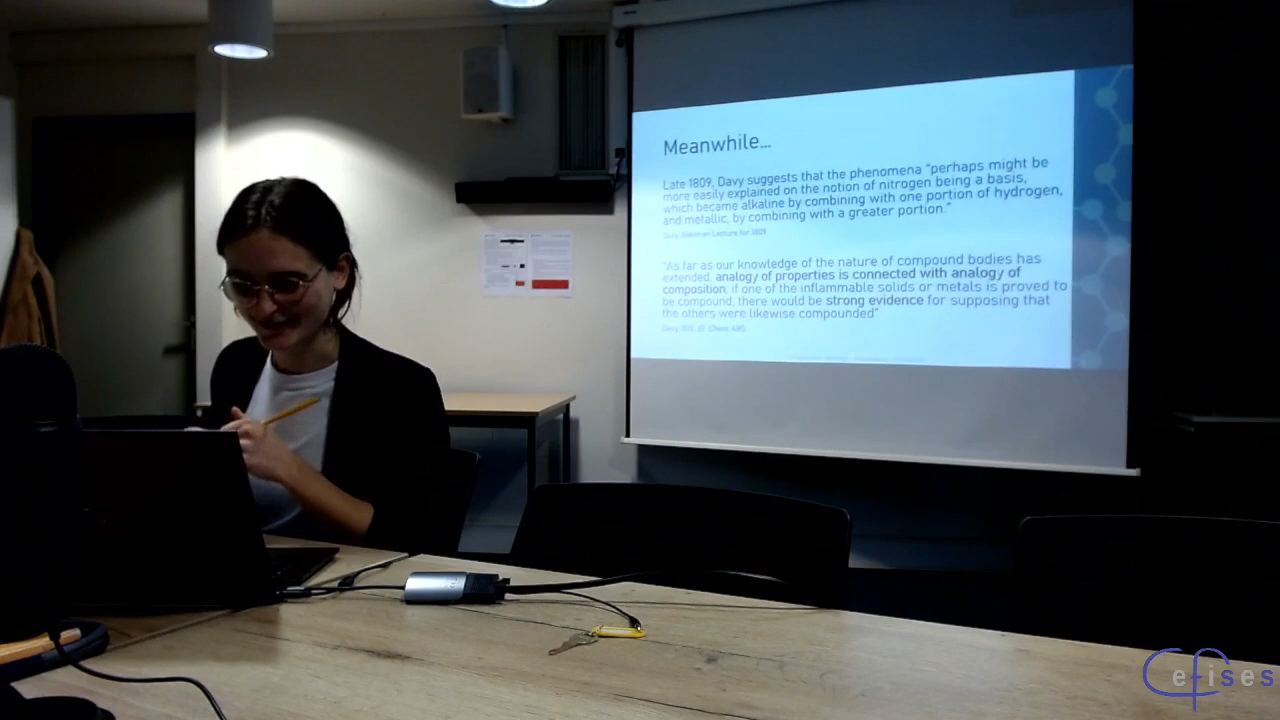 Meanwhile...
Late 1809, Davy suggests that the phenomena "perhaps might be
more easily explained on the notion of nitrogen being a basis,
which became alkaline by combining with one portion of hydrogen,
and metallic, by combining with a greater portion."
Davy, Bakerian Lecture for 1809
"As far as our knowledge of the nature of compound bodies has
extended, analogy of properties is connected with analogy of
composition; if one of the inflammable solids or metals is proved to
be compound, there would be strong evidence for supposing that
the others were likewise compounded"
Cefises